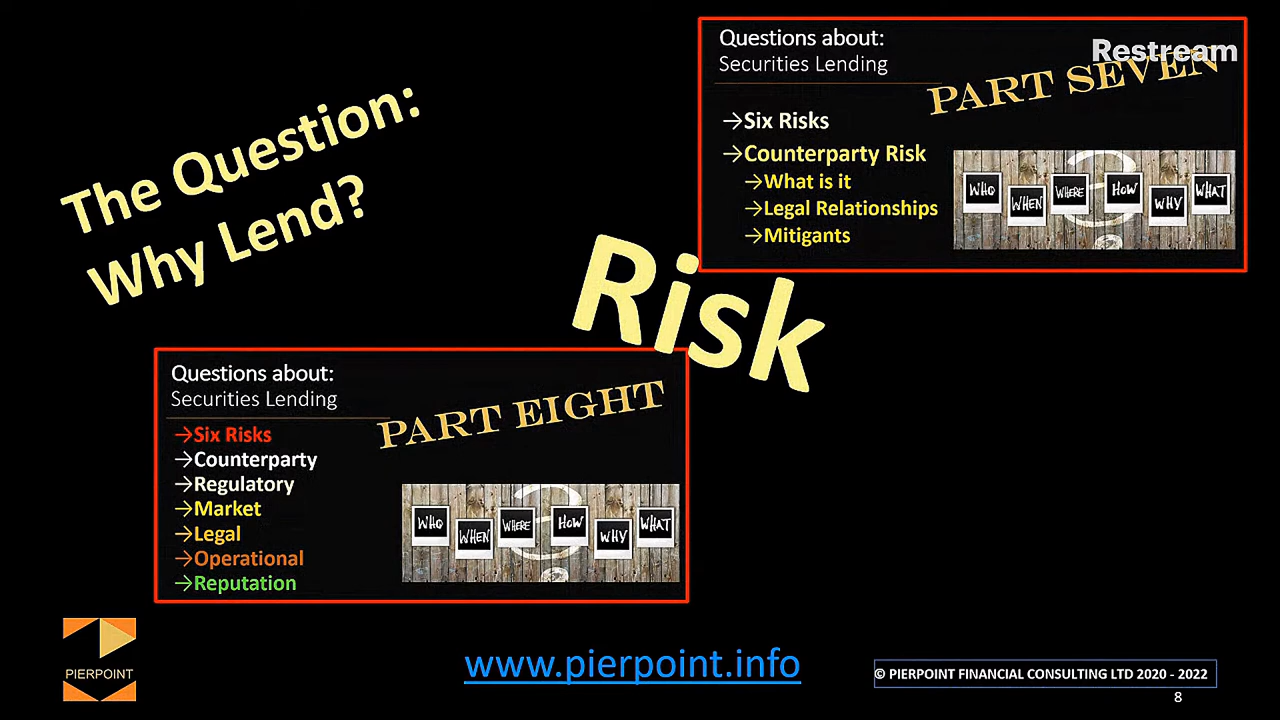 The Question:
Why Lend?
Risk
Questions about:
Securities Lending
PART SEVEN
Restream
→Six Risks
→Counterparty Risk
→What is it
→Legal Relationships
→Mitigants
WHO
WHEN
WHERE
HOW
WHY
WHAT
?
Questions about:
Securities Lending
PART EIGHT
→Six Risks
→Counterparty
→Regulatory
→Market
→Legal
→Operational
→Reputation
WHO
WHEN
WHERE
HOW
WHY
WHAT
?
PIERPOINT
www.pierpoint.info
© PIERPOINT FINANCIAL CONSULTING LTD 2020 - 2022
8